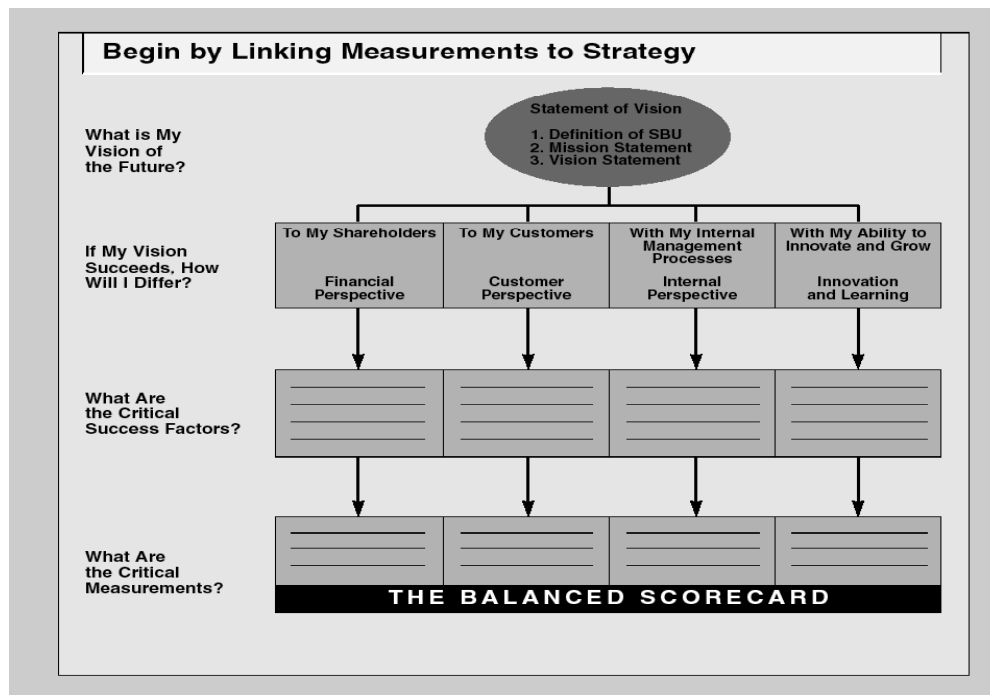 Begin by Linking Measurements to Strategy
Statement of Vision
1. Definition of SBU
2. Mission Statement
3. Vision Statement
What is My
Vision of
the Future?
If My Vision
Succeeds, How
Will I Differ?
To My Shareholders
Financial
Perspective
To My Customers
Customer
Perspective
With My Internal
Management
Processes
Internal
Perspective
With My Ability to
Innovate and Grow
Innovation
and Learning
What Are
the Critical
Success Factors?
What Are
the Critical
Measurements?
THE BALANCED SCORECARD